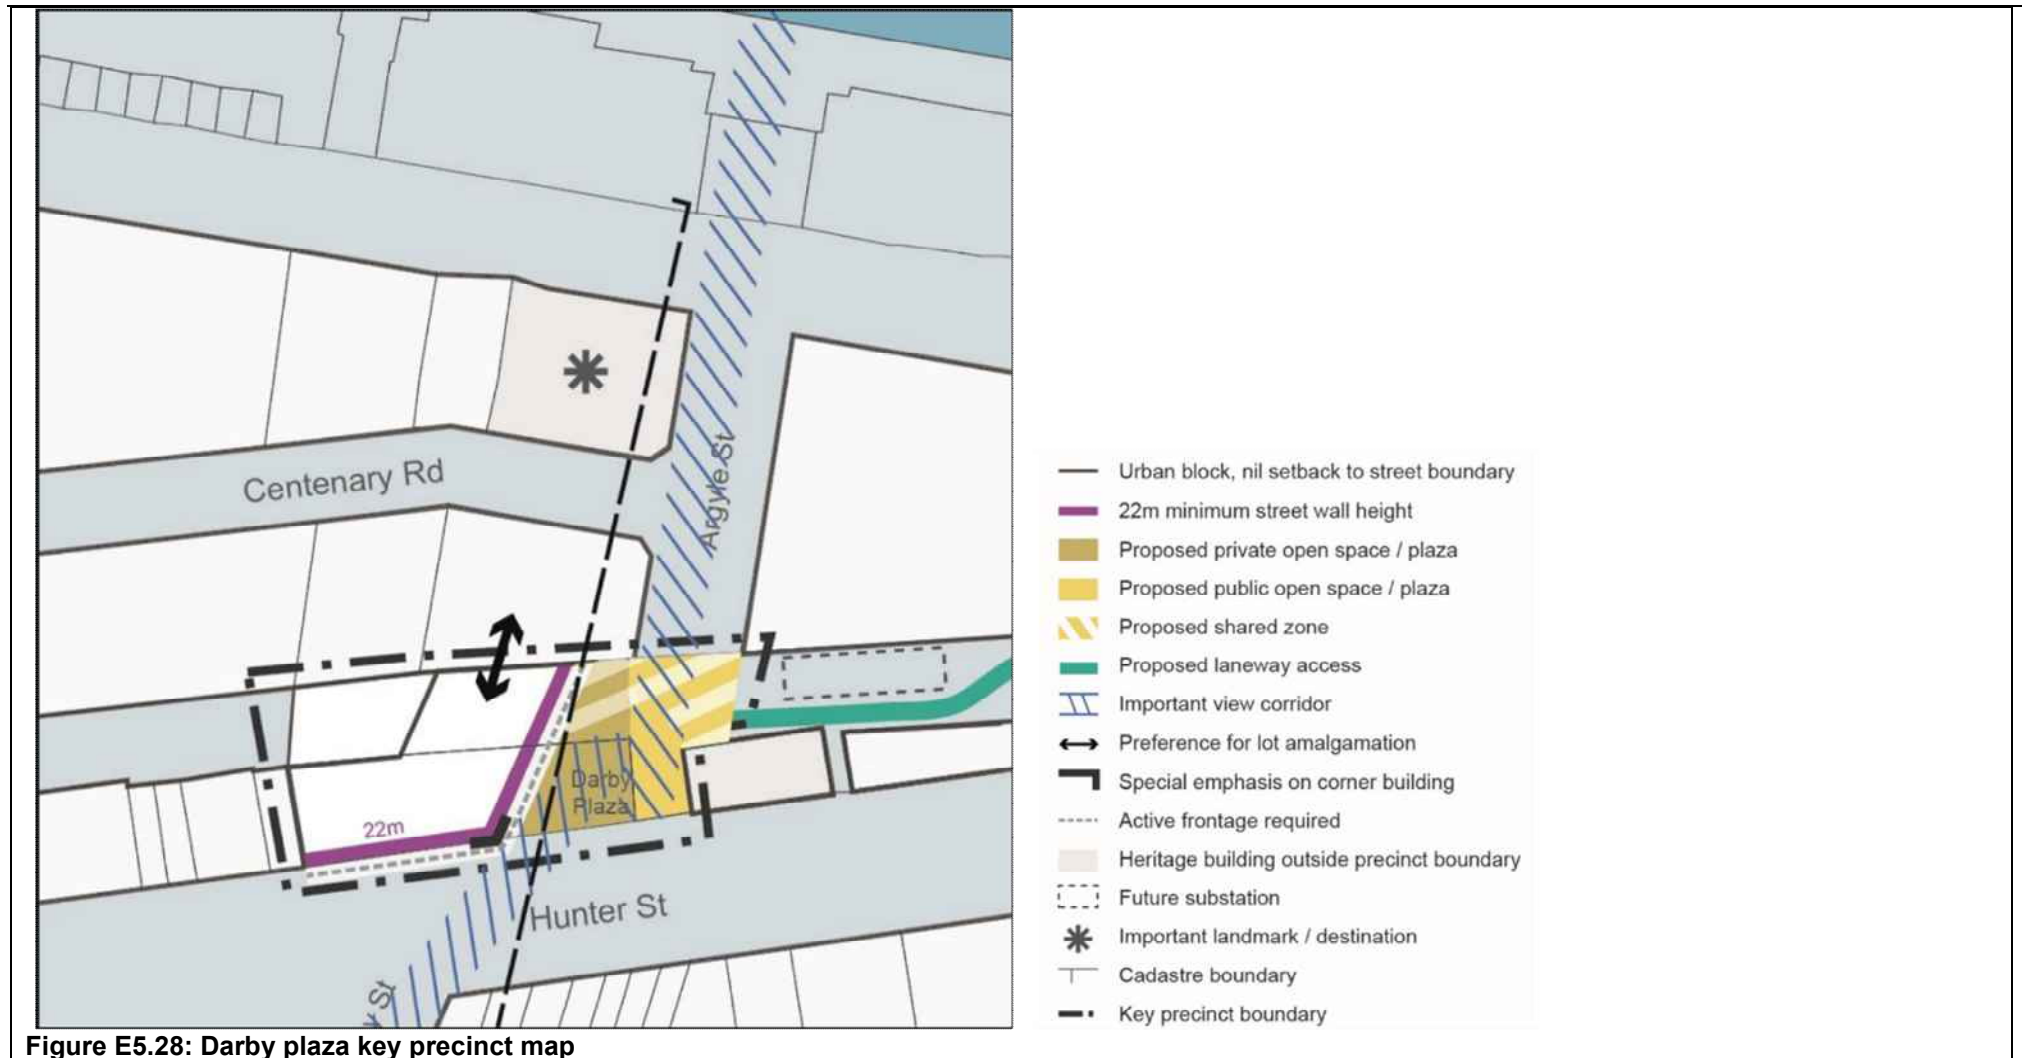 Centenary Rd
Argyle St
22m
Darby
Plaza
Hunter St
y St
Urban block, nil setback to street boundary
22m minimum street wall height
Proposed private open space / plaza
Proposed public open space / plaza
Proposed shared zone
Proposed laneway access
Important view corridor
Preference for lot amalgamation
Special emphasis on corner building
Active frontage required
Heritage building outside precinct boundary
Future substation
Important landmark / destination
Cadastre boundary
Key precinct boundary
Figure E5.28: Darby plaza key precinct map